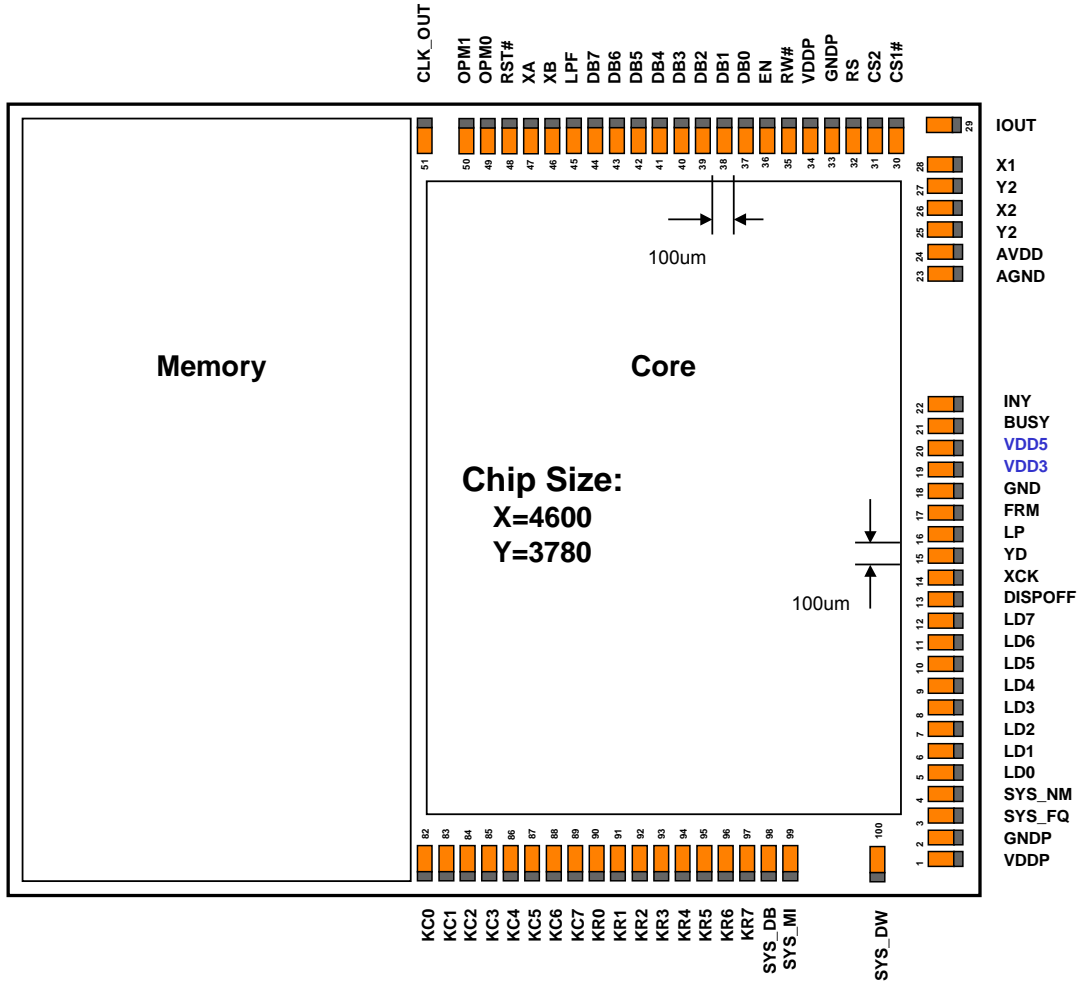 CLK_OUT
OPM1
OPM0
RST#
XA
XB
LPF
DB7
DB6
DB5
DB4
DB3
DB2
DB1
DB0
EN
RW#
VDDP
GNDP
RS
CS2
CS1#
51
50
49
48
47
46
45
44
43
42
41
40
39
38
37
36
35
34
33
32
31
30
29 IOUT
28 X1
27 Y2
26 X2
25 Y2
24 AVDD
23 AGND
100um
Memory
Core
Chip Size:
X=4600
Y=3780
100um
22 INY
21 BUSY
20 VDD5
19 VDD3
18 GND
17 FRM
16 LP
15 YD
14 XCK
13 DISPOFF
12 LD7
11 LD6
10 LD5
9 LD4
8 LD3
7 LD2
6 LD1
5 LD0
4 SYS_NM
3 SYS_FQ
2 GNDP
1 VDDP
82
83
84
85
86
87
88
89
90
91
92
93
94
95
96
97
98
99
100
KC0
KC1
KC2
KC3
KC4
KC5
KC6
KC7
KR0
KR1
KR2
KR3
KR4
KR5
KR6
KR7
SYS_DB
SYS_MI
SYS_DW